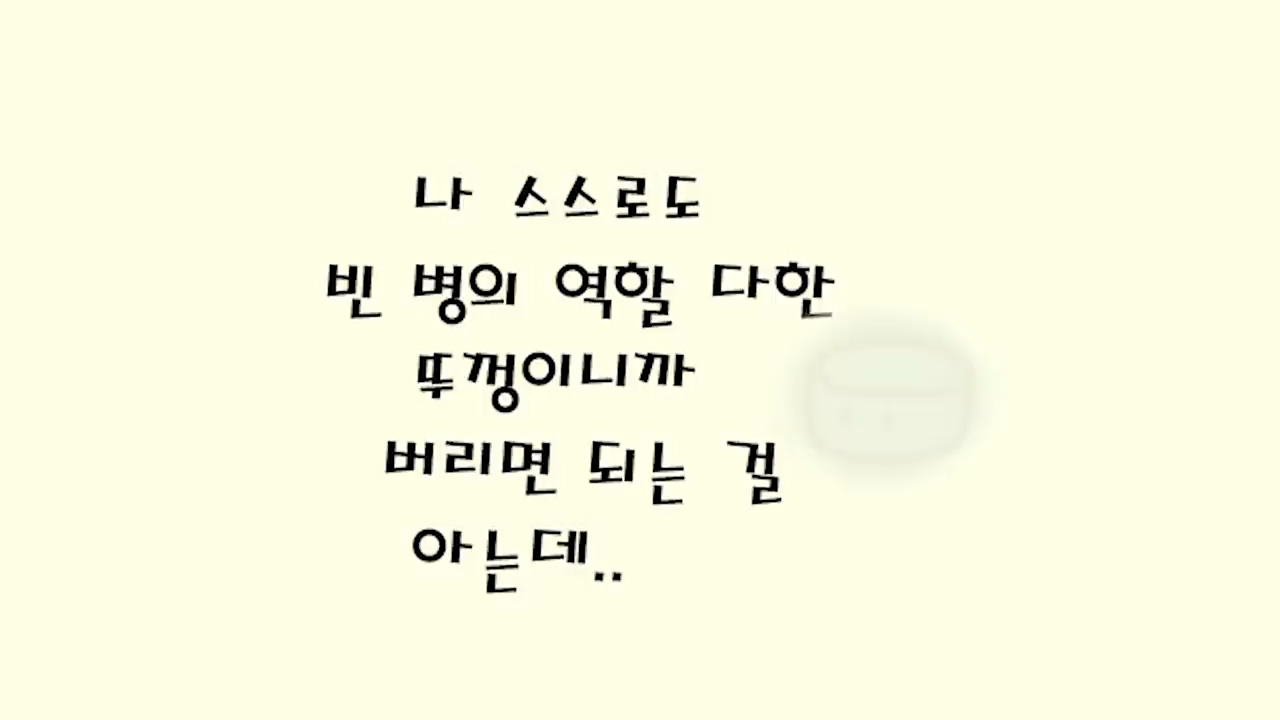 나 스스로도
빈 병의 역할 다한
뚜껑이니까
버리면 되는 걸
아는데..